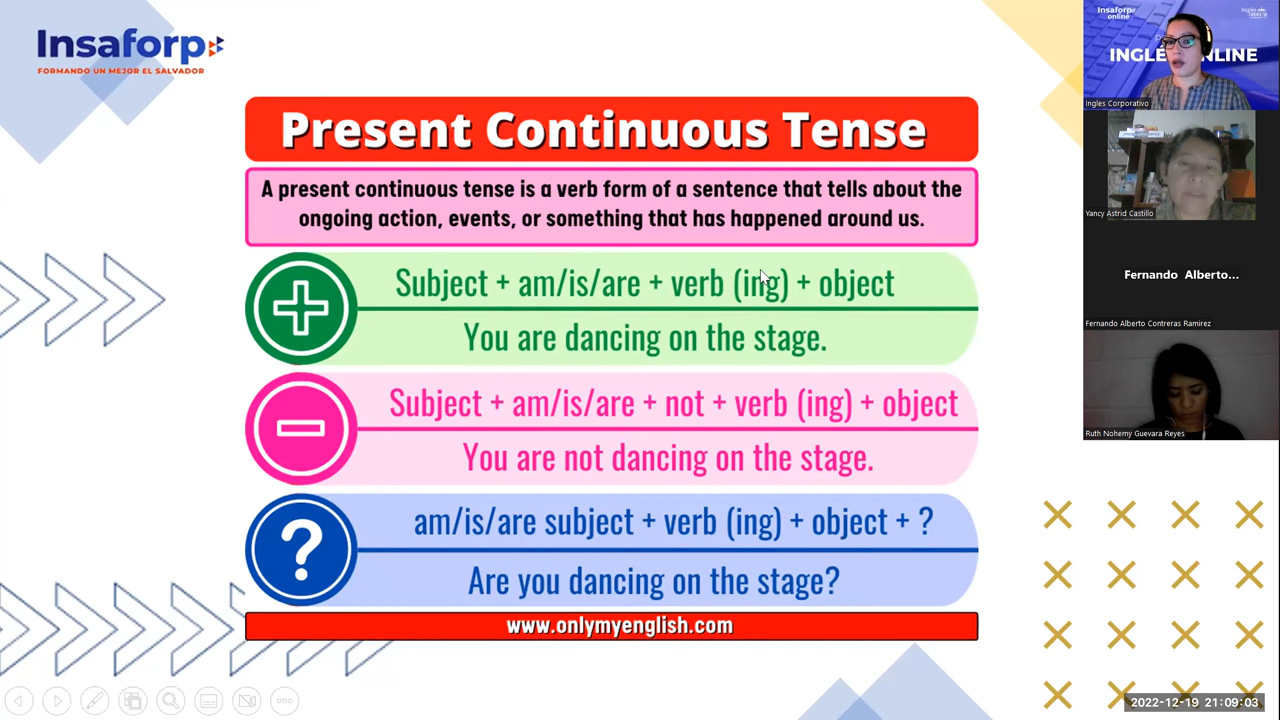 Insaforp
FORMANDO UN MEJOR EL SALVADOR
Present Continuous Tense
A present continuous tense is a verb form of a sentence that tells about the
ongoing action, events, or something that has happened around us.
Subject + am/is/are + verb (ing) + object
You are dancing on the stage.
Subject + am/is/are + not + verb (ing) + object
You are not dancing on the stage.
am/is/are subject + verb (ing) + object + ?
Are you dancing on the stage?
www.onlymyenglish.com
Insaforp
online
INGLÉ ONLINE
Ingles Corporativo
Yancy Astrid Castillo
Fernando Alberto...
Fernando Alberto Contreras Ramirez
Ruth Nohemy Guevara Reyes
2022-12-19 21:09:03